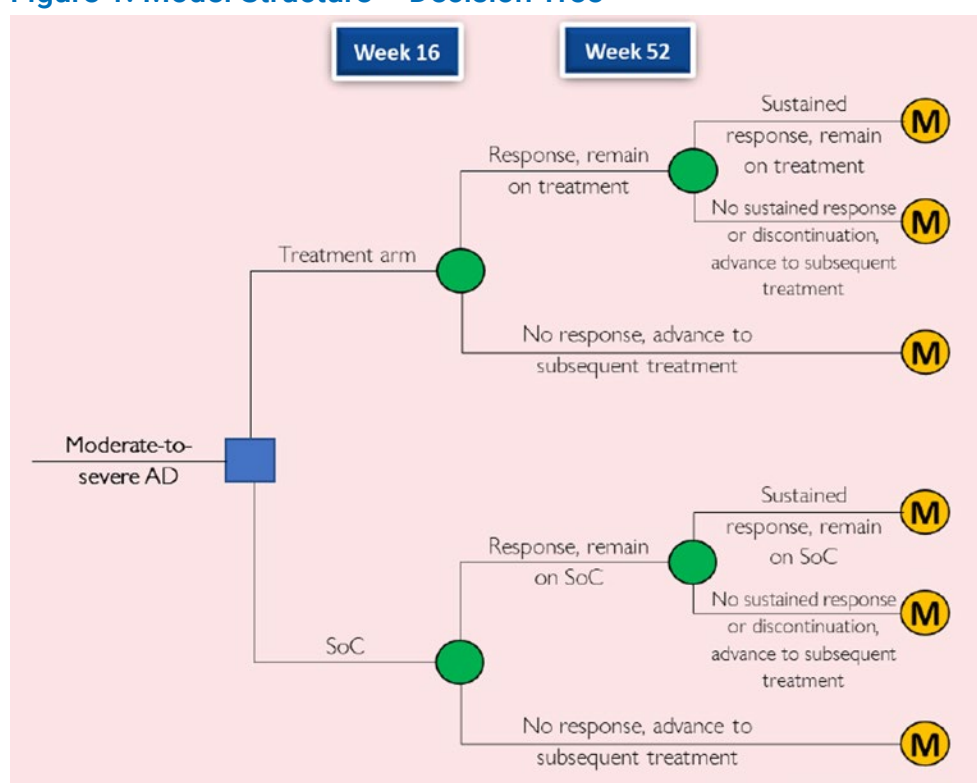 Week 16
Week 52
Sustained
response, remain
on treatment
M
Response, remain
on treatment
No sustained response
or discontinuation,
advance to subsequent
treatment
M
Treatment arm
No response, advance to
subsequent treatment
M
Moderate-to-
severe AD
Sustained
response, remain
on SoC
M
Response, remain
on SoC
No sustained response
or discontinuation,
advance to subsequent
treatment
M
SoC
No response, advance to
subsequent treatment
M